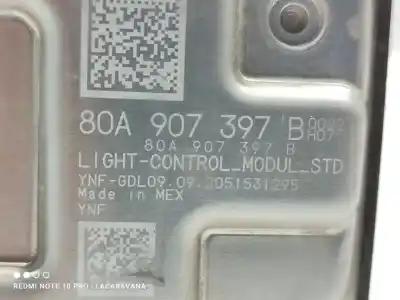 80A 907 397 B
80A 907 397 B
LIGHT-CONTROL_MODUL_STD
YNF-GDL09.09.2051531295
Made in MEX
YNF
REDMI NOTE 10 PRO | LACARAVANA